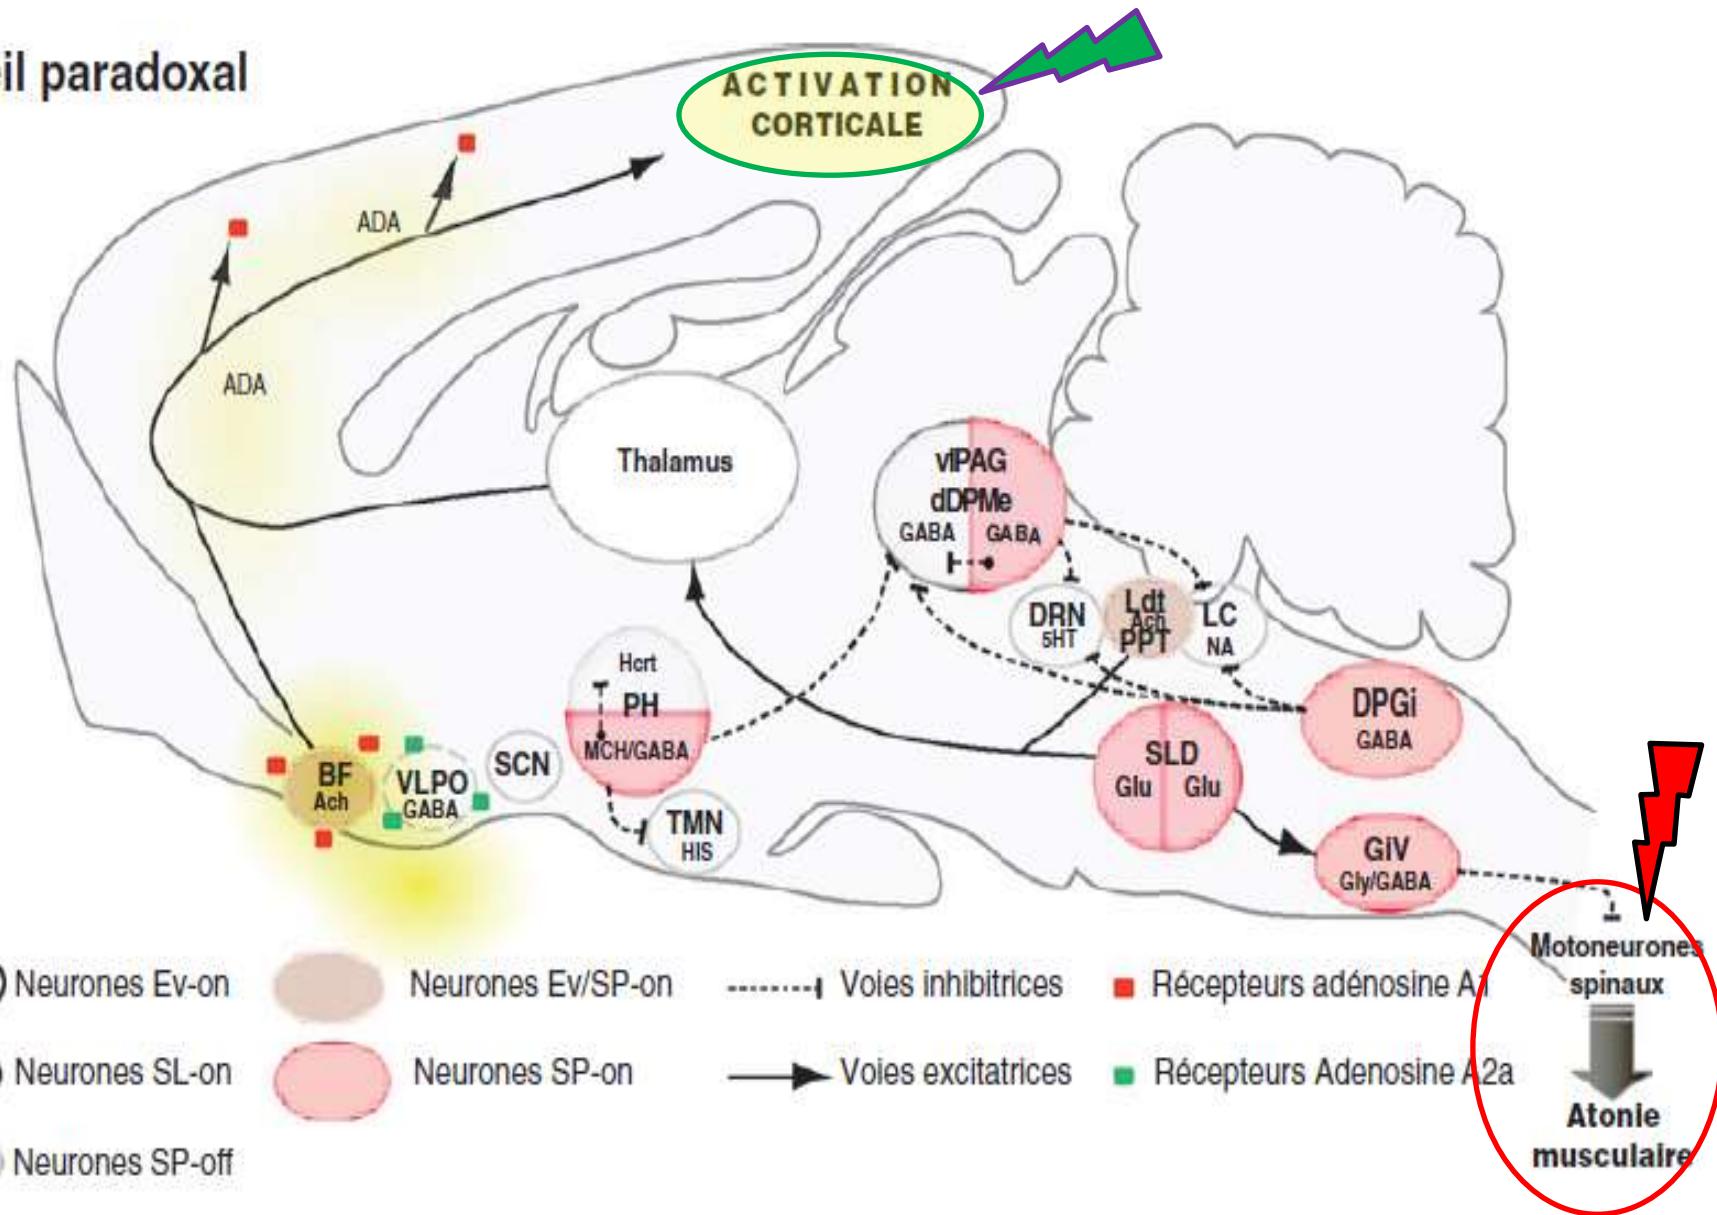 il paradoxal
ACTIVATION
CORTICALE
ADA
ADA
Thalamus
vlPAG
dDPMe
GABA
GABA
DRN
5HT
Ldt
Ach
PPT
LC
NA
Hcrt
PH
MCH/GABA
DPGi
GABA
BF
Ach
VLPO
GABA
SCN
TMN
HIS
SLD
Glu
Glu
GiV
Gly/GABA
Motoneurones
spinaux
Atonie
musculaire
Neurones Ev-on
Neurones Ev/SP-on
Voies inhibitrices
Récepteurs adénosine A1
Neurones SL-on
Neurones SP-on
Voies excitatrices
Récepteurs Adenosine A2a
Neurones SP-off